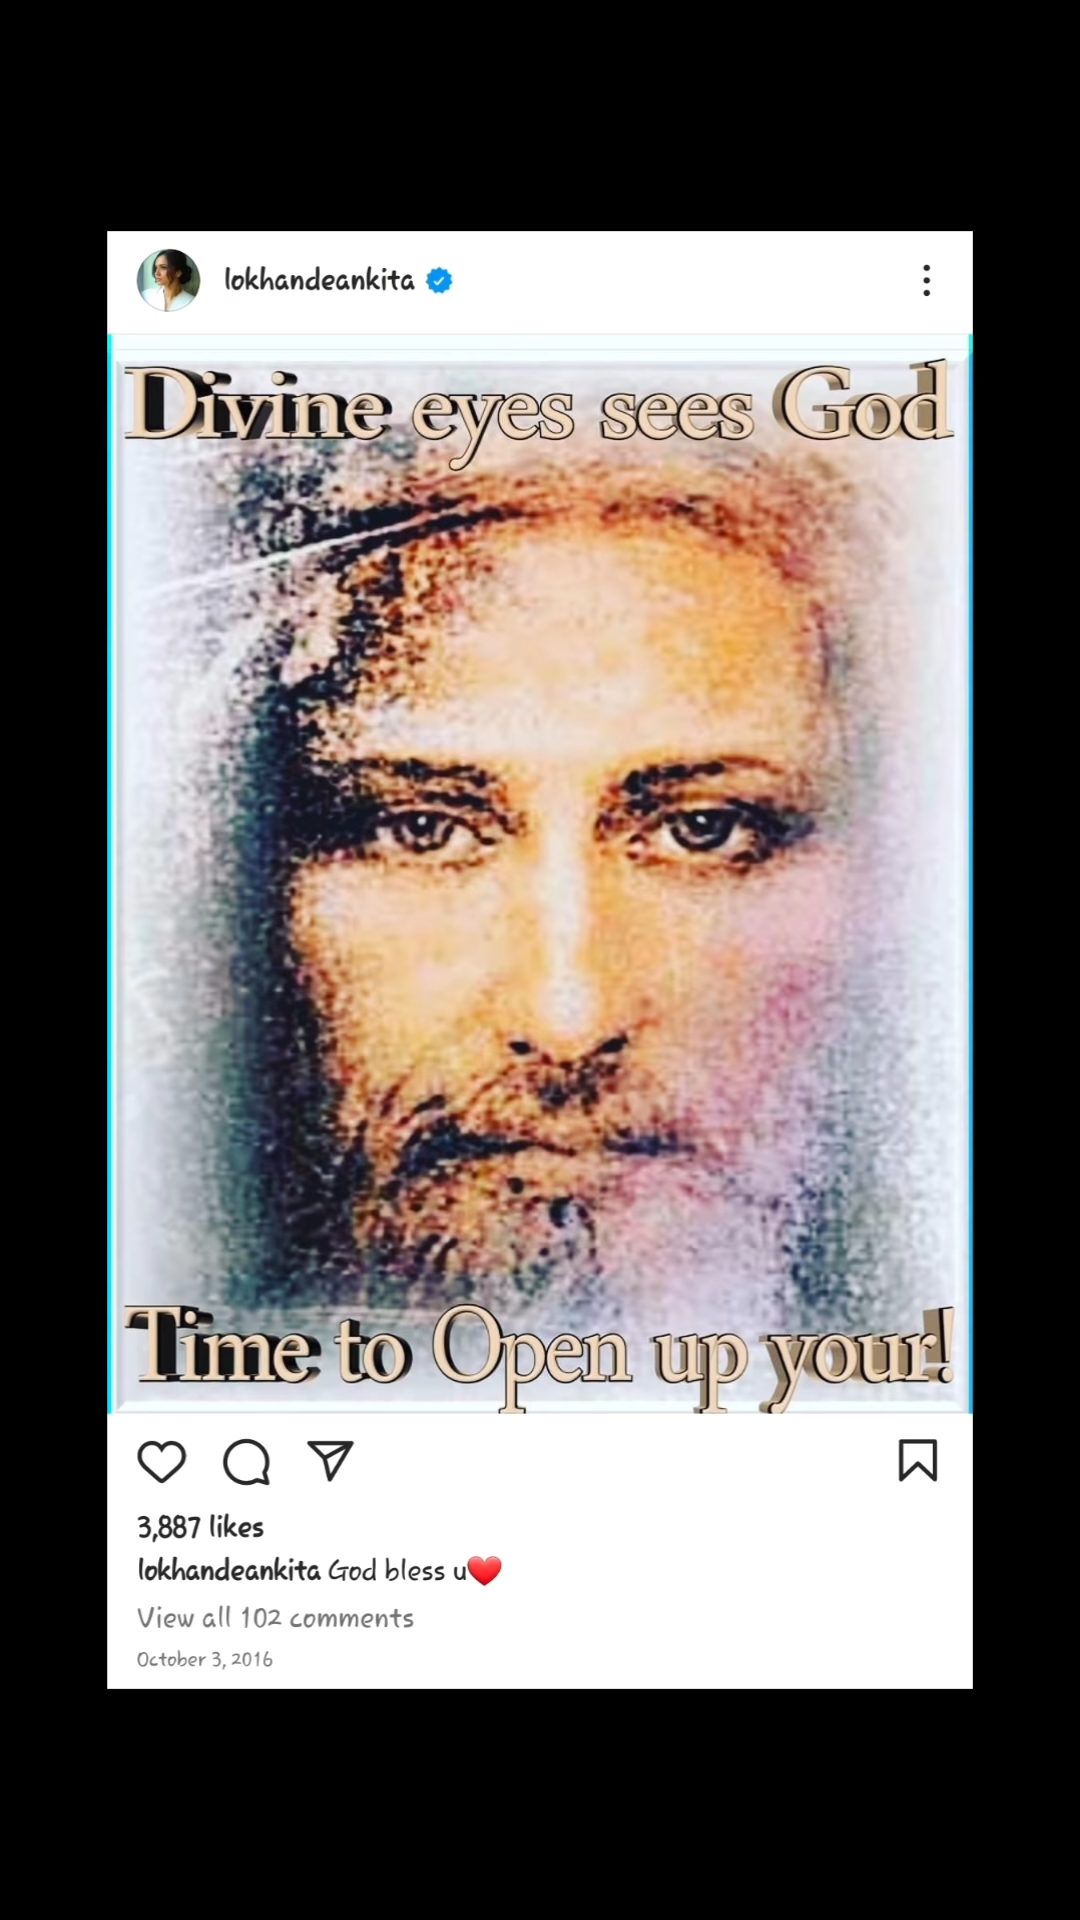 lokhandeankita
Divine eyes sees God
Time to Open up your!
3,887 likes
lokhandeankita God bless u❤️
View all 102 comments
October 3, 2016